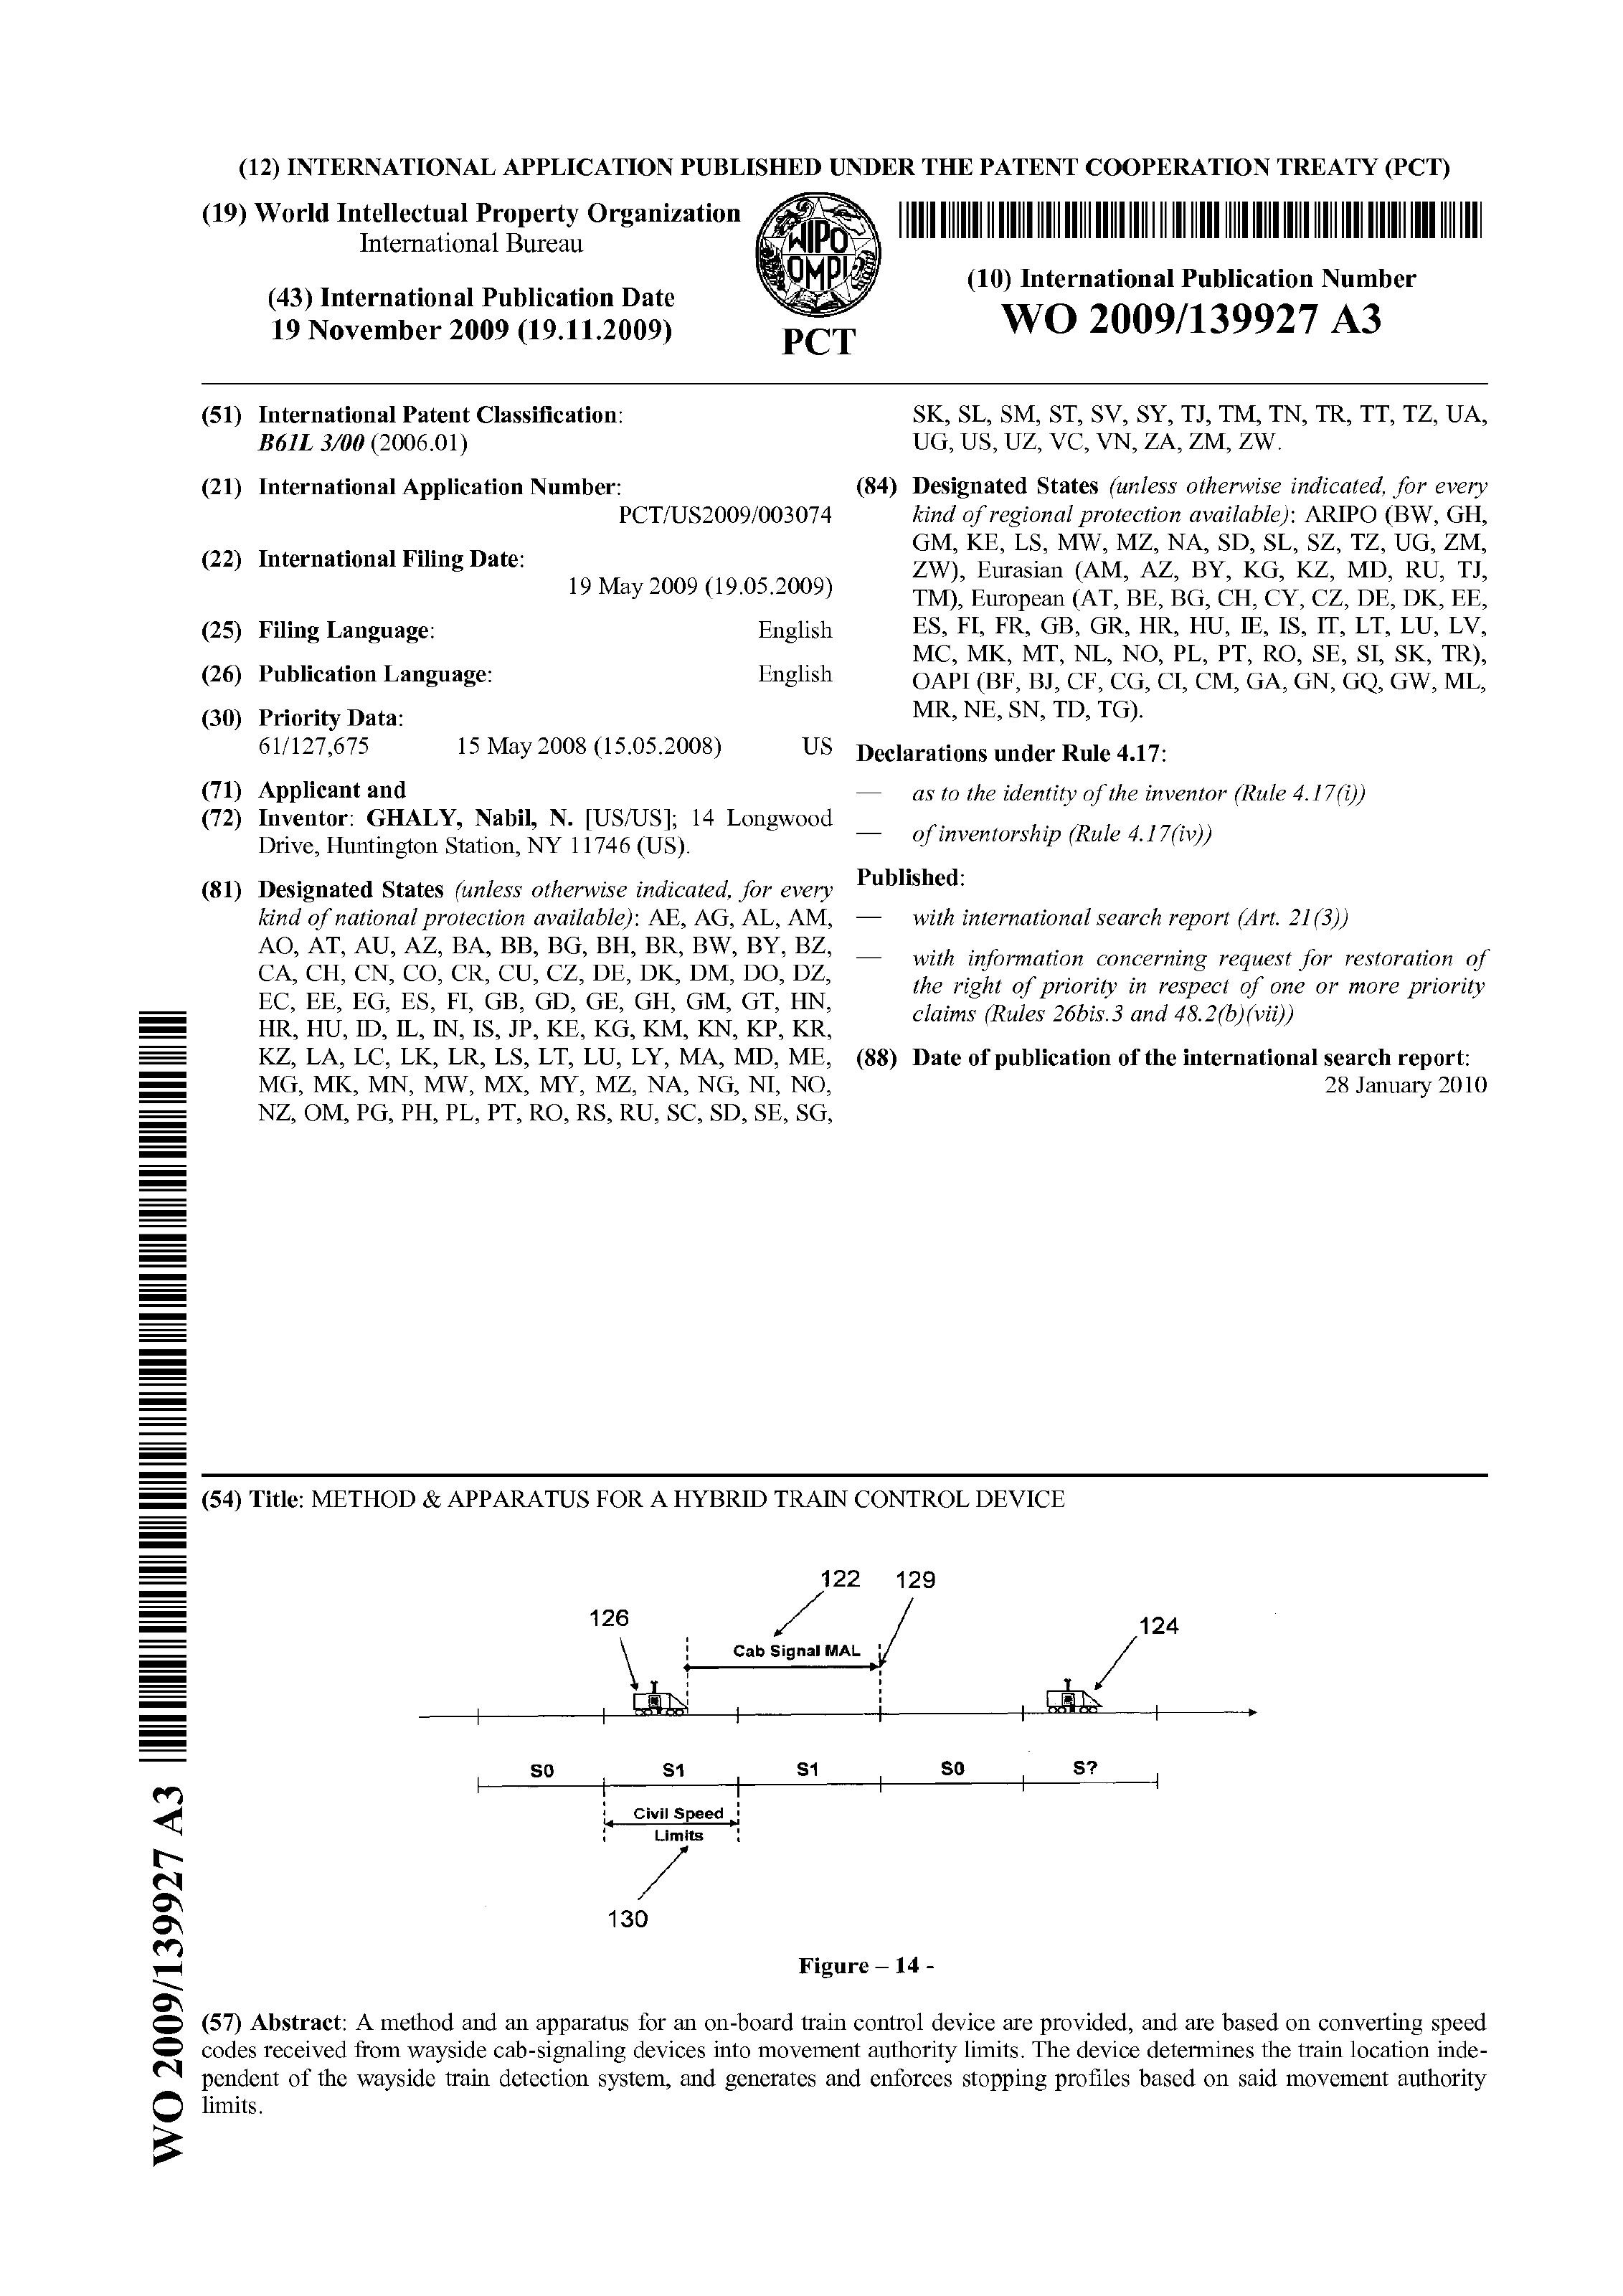 (12) INTERNATIONAL APPLICATION PUBLISHED UNDER THE PATENT COOPERATION TREATY (PCT)
(19) World Intellectual Property Organization
International Bureau
(43) International Publication Date
19 November 2009 (19.11.2009)
WIPO
OMPI
PCT
(10) International Publication Number
WO 2009/139927 A3
(51) International Patent Classification:
B61L 3/00 (2006.01)
(21) International Application Number:
PCT/US2009/003074
(22) International Filing Date:
19 May 2009 (19.05.2009)
(25) Filing Language: English
(26) Publication Language: English
(30) Priority Data:
61/127,675 15 May 2008 (15.05.2008) US
(71) Applicant and
(72) Inventor: GHALY, Nabil, N. [US/US]; 14 Longwood
Drive, Huntington Station, NY 11746 (US).
(81) Designated States (unless otherwise indicated, for every
kind of national protection available): AE, AG, AL, AM,
AO, AT, AU, AZ, BA, BB, BG, BH, BR, BW, BY, BZ,
CA, CH, CN, CO, CR, CU, CZ, DE, DK, DM, DO, DZ,
EC, EE, EG, ES, FI, GB, GD, GE, GH, GM, GT, HN,
HR, HU, ID, IL, IN, IS, JP, KE, KG, KM, KN, KP, KR,
KZ, LA, LC, LK, LR, LS, LT, LU, LY, MA, MD, ME,
MG, MK, MN, MW, MX, MY, MZ, NA, NG, NI, NO,
NZ, OM, PG, PH, PL, PT, RO, RS, RU, SC, SD, SE, SG,
SK, SL, SM, ST, SV, SY, TJ, TM, TN, TR, TT, TZ, UA,
UG, US, UZ, VC, VN, ZA, ZM, ZW.
(84) Designated States (unless otherwise indicated, for every
kind of regional protection available): ARIPO (BW, GH,
GM, KE, LS, MW, MZ, NA, SD, SL, SZ, TZ, UG, ZM,
ZW), Eurasian (AM, AZ, BY, KG, KZ, MD, RU, TJ,
TM), European (AT, BE, BG, CH, CY, CZ, DE, DK, EE,
ES, FI, FR, GB, GR, HR, HU, IE, IS, IT, LT, LU, LV,
MC, MK, MT, NL, NO, PL, PT, RO, SE, SI, SK, TR),
OAPI (BF, BJ, CF, CG, CI, CM, GA, GN, GQ, GW, ML,
MR, NE, SN, TD, TG).
Declarations under Rule 4.17:
— as to the identity of the inventor (Rule 4.17(i))
— of inventorship (Rule 4.17(iv))
Published:
— with international search report (Art. 21(3))
— with information concerning request for restoration of
the right of priority in respect of one or more priority
claims (Rules 26bis.3 and 48.2(b)(vii))
(88) Date of publication of the international search report:
28 January 2010
(54) Title: METHOD & APPARATUS FOR A HYBRID TRAIN CONTROL DEVICE
122 129
126
124
Cab Signal MAL
S0 S1 S1 S0 S?
Civil Speed
Limits
130
Figure – 14 -
(57) Abstract: A method and an apparatus for an on-board train control device are provided, and are based on converting speed
codes received from wayside cab-signaling devices into movement authority limits. The device determines the train location inde-
pendent of the wayside train detection system, and generates and enforces stopping profiles based on said movement authority
limits.
WO 2009/139927 A3